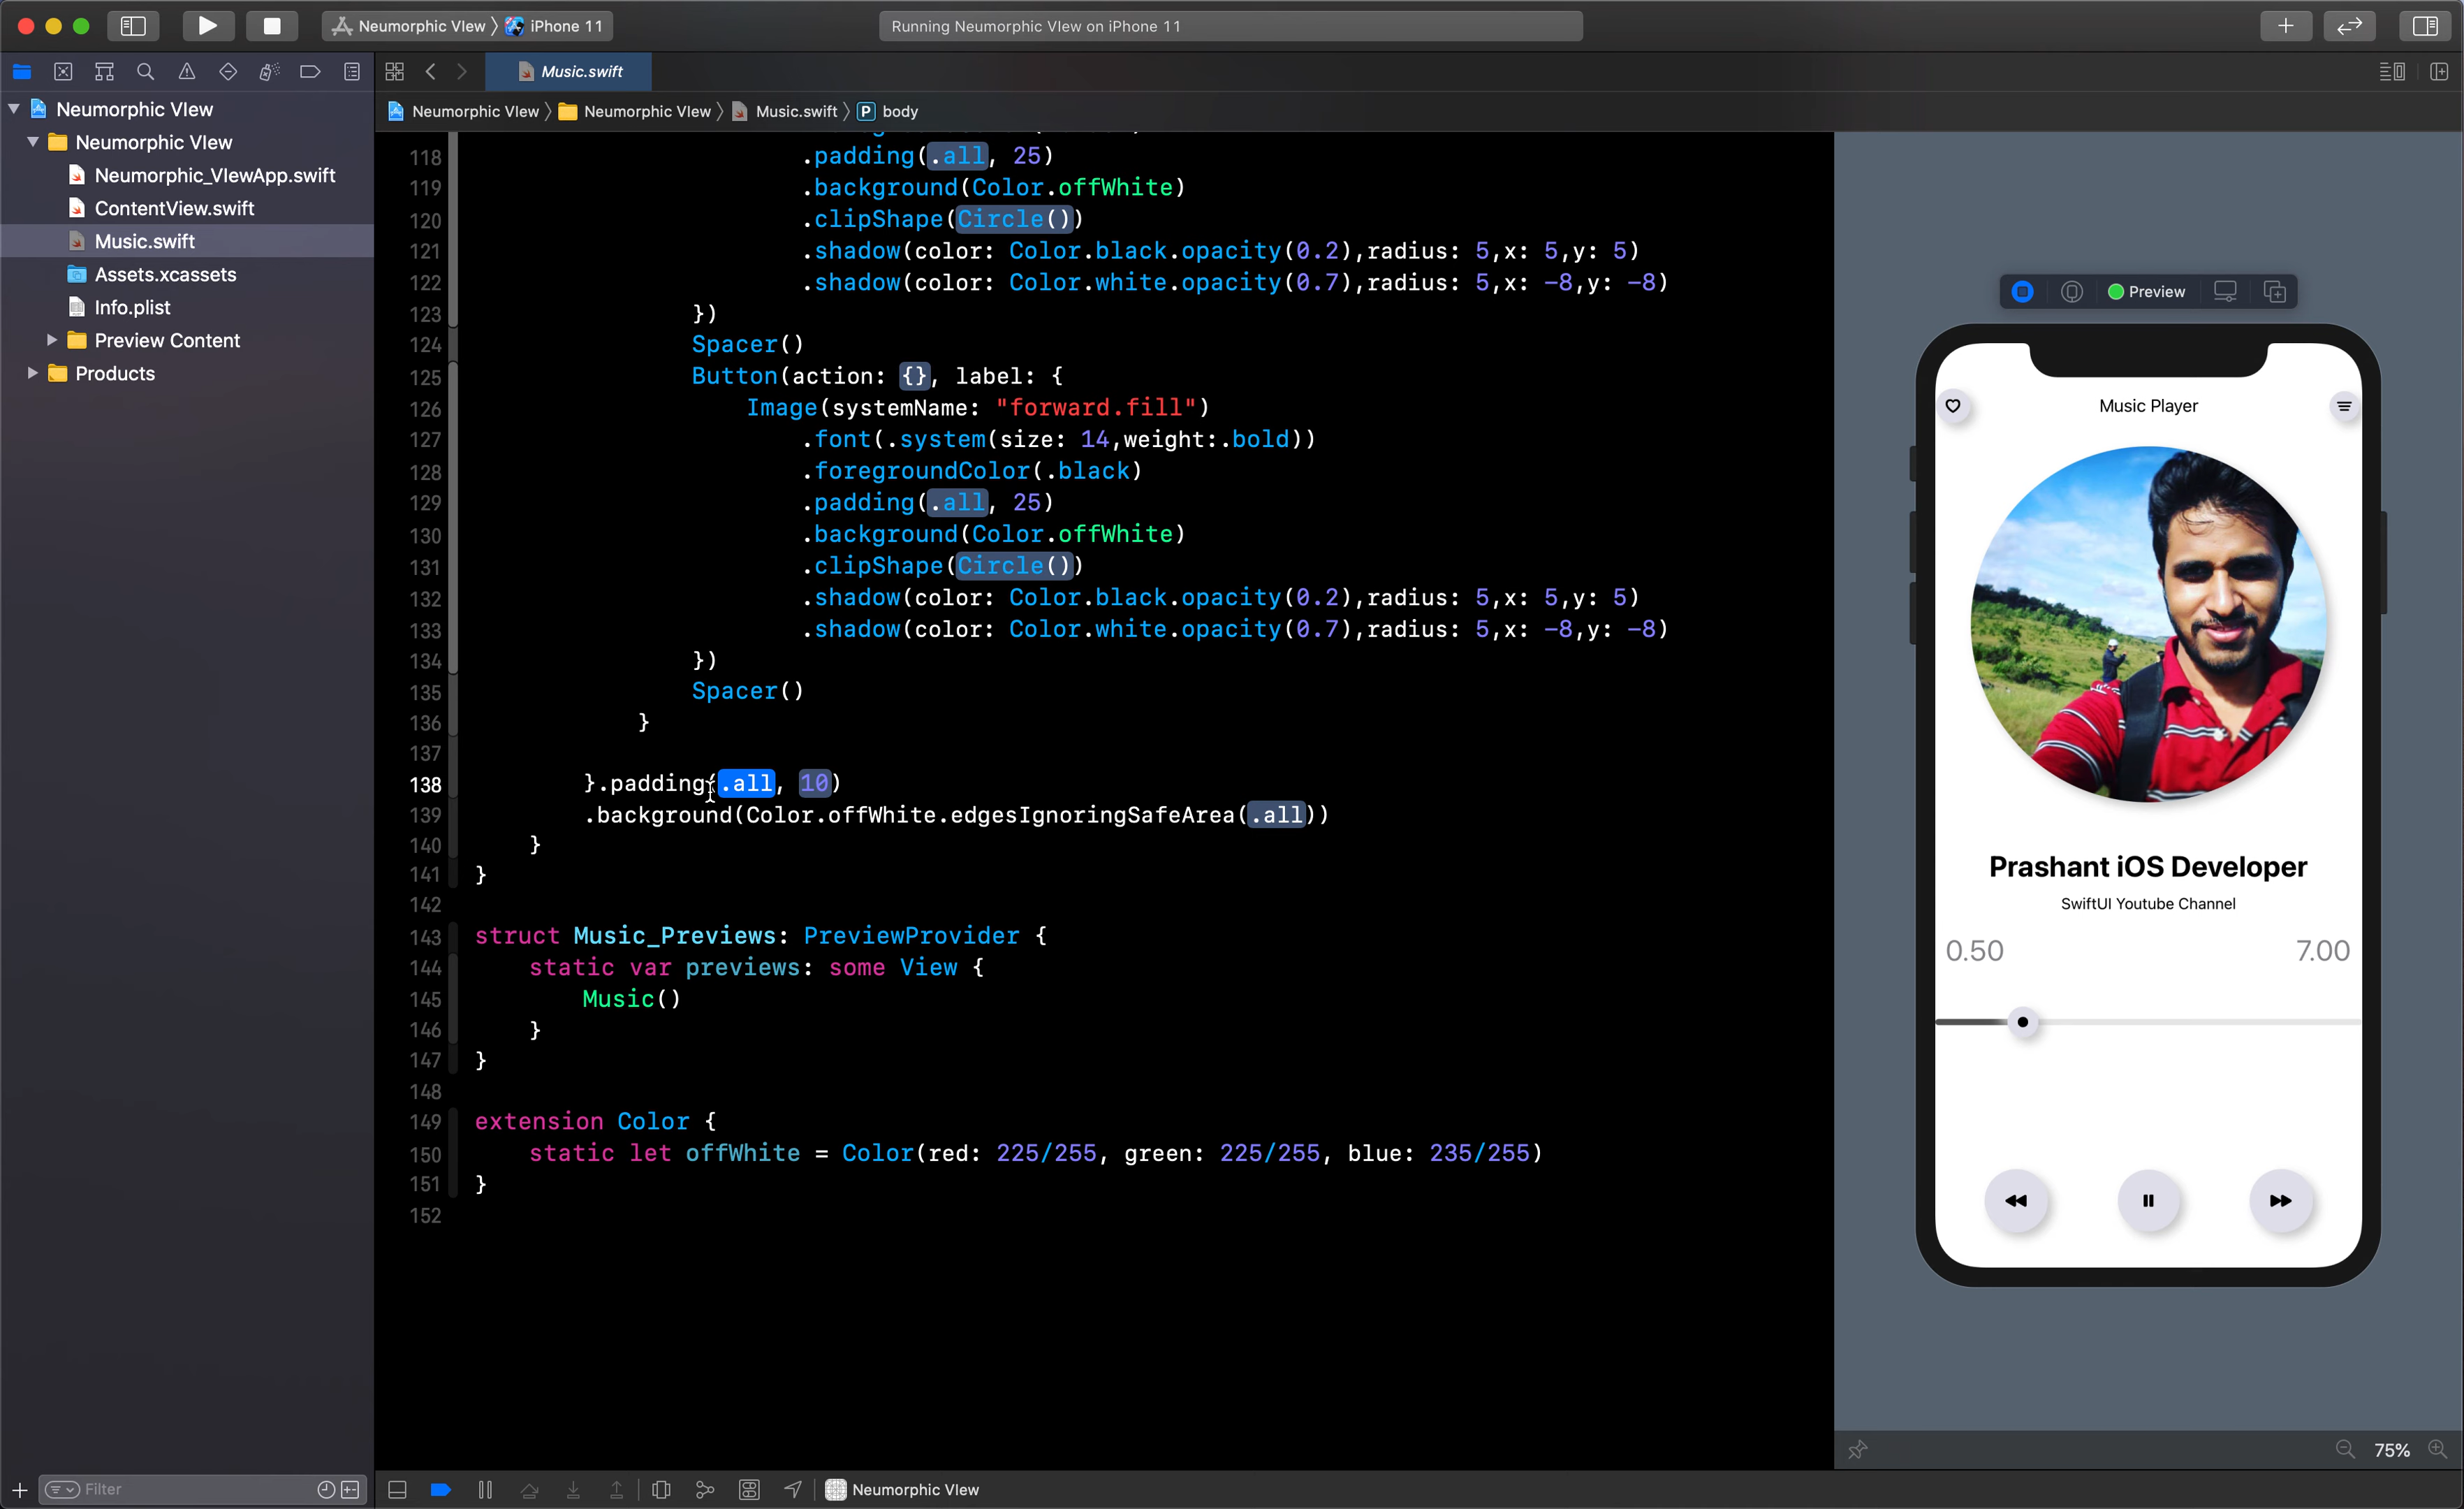 Neumorphic VIew 〉 iPhone 11
Running Neumorphic VIew on iPhone 11
Music.swift
Neumorphic VIew 〉 Neumorphic VIew 〉 Music.swift 〉 P body
Neumorphic VIew
Neumorphic VIew
Neumorphic_VIewApp.swift
ContentView.swift
Music.swift
Assets.xcassets
Info.plist
Preview Content
Products
118 .padding(.all, 25)
119 .background(Color.offWhite)
120 .clipShape(Circle())
121 .shadow(color: Color.black.opacity(0.2),radius: 5,x: 5,y: 5)
122 .shadow(color: Color.white.opacity(0.7),radius: 5,x: -8,y: -8)
123 })
124 Spacer()
125 Button(action: {}, label: {
126 Image(systemName: "forward.fill")
127 .font(.system(size: 14,weight:.bold))
128 .foregroundColor(.black)
129 .padding(.all, 25)
130 .background(Color.offWhite)
131 .clipShape(Circle())
132 .shadow(color: Color.black.opacity(0.2),radius: 5,x: 5,y: 5)
133 .shadow(color: Color.white.opacity(0.7),radius: 5,x: -8,y: -8)
134 })
135 Spacer()
136 }
137
138 }.padding(.all, 10)
139 .background(Color.offWhite.edgesIgnoringSafeArea(.all))
140 }
141 }
142
143 struct Music_Previews: PreviewProvider {
144 static var previews: some View {
145 Music()
146 }
147 }
148
149 extension Color {
150 static let offWhite = Color(red: 225/255, green: 225/255, blue: 235/255)
151 }
152
Preview
Music Player
Prashant iOS Developer
SwiftUI Youtube Channel
0.50 7.00
75%
Filter
Neumorphic VIew